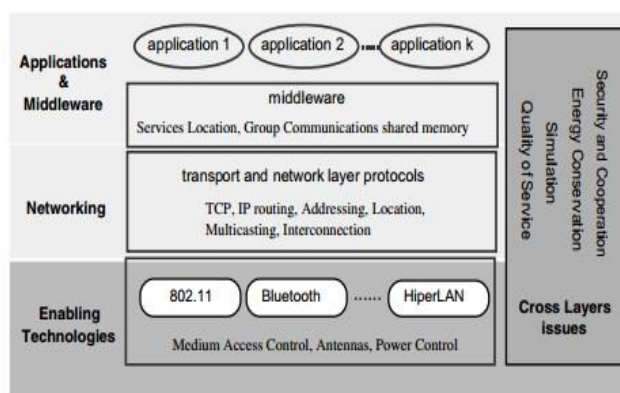 Applications
&
Middleware
application 1
application 2
.....
application k
middleware
Services Location, Group Communications shared memory
Networking
transport and network layer protocols
TCP, IP routing, Addressing, Location,
Multicasting, Interconnection
Enabling
Technologies
802.11
Bluetooth
......
HiperLAN
Medium Access Control, Antennas, Power Control
Security and Cooperation
Energy Conservation
Simulation
Quality of Service
Cross Layers
issues